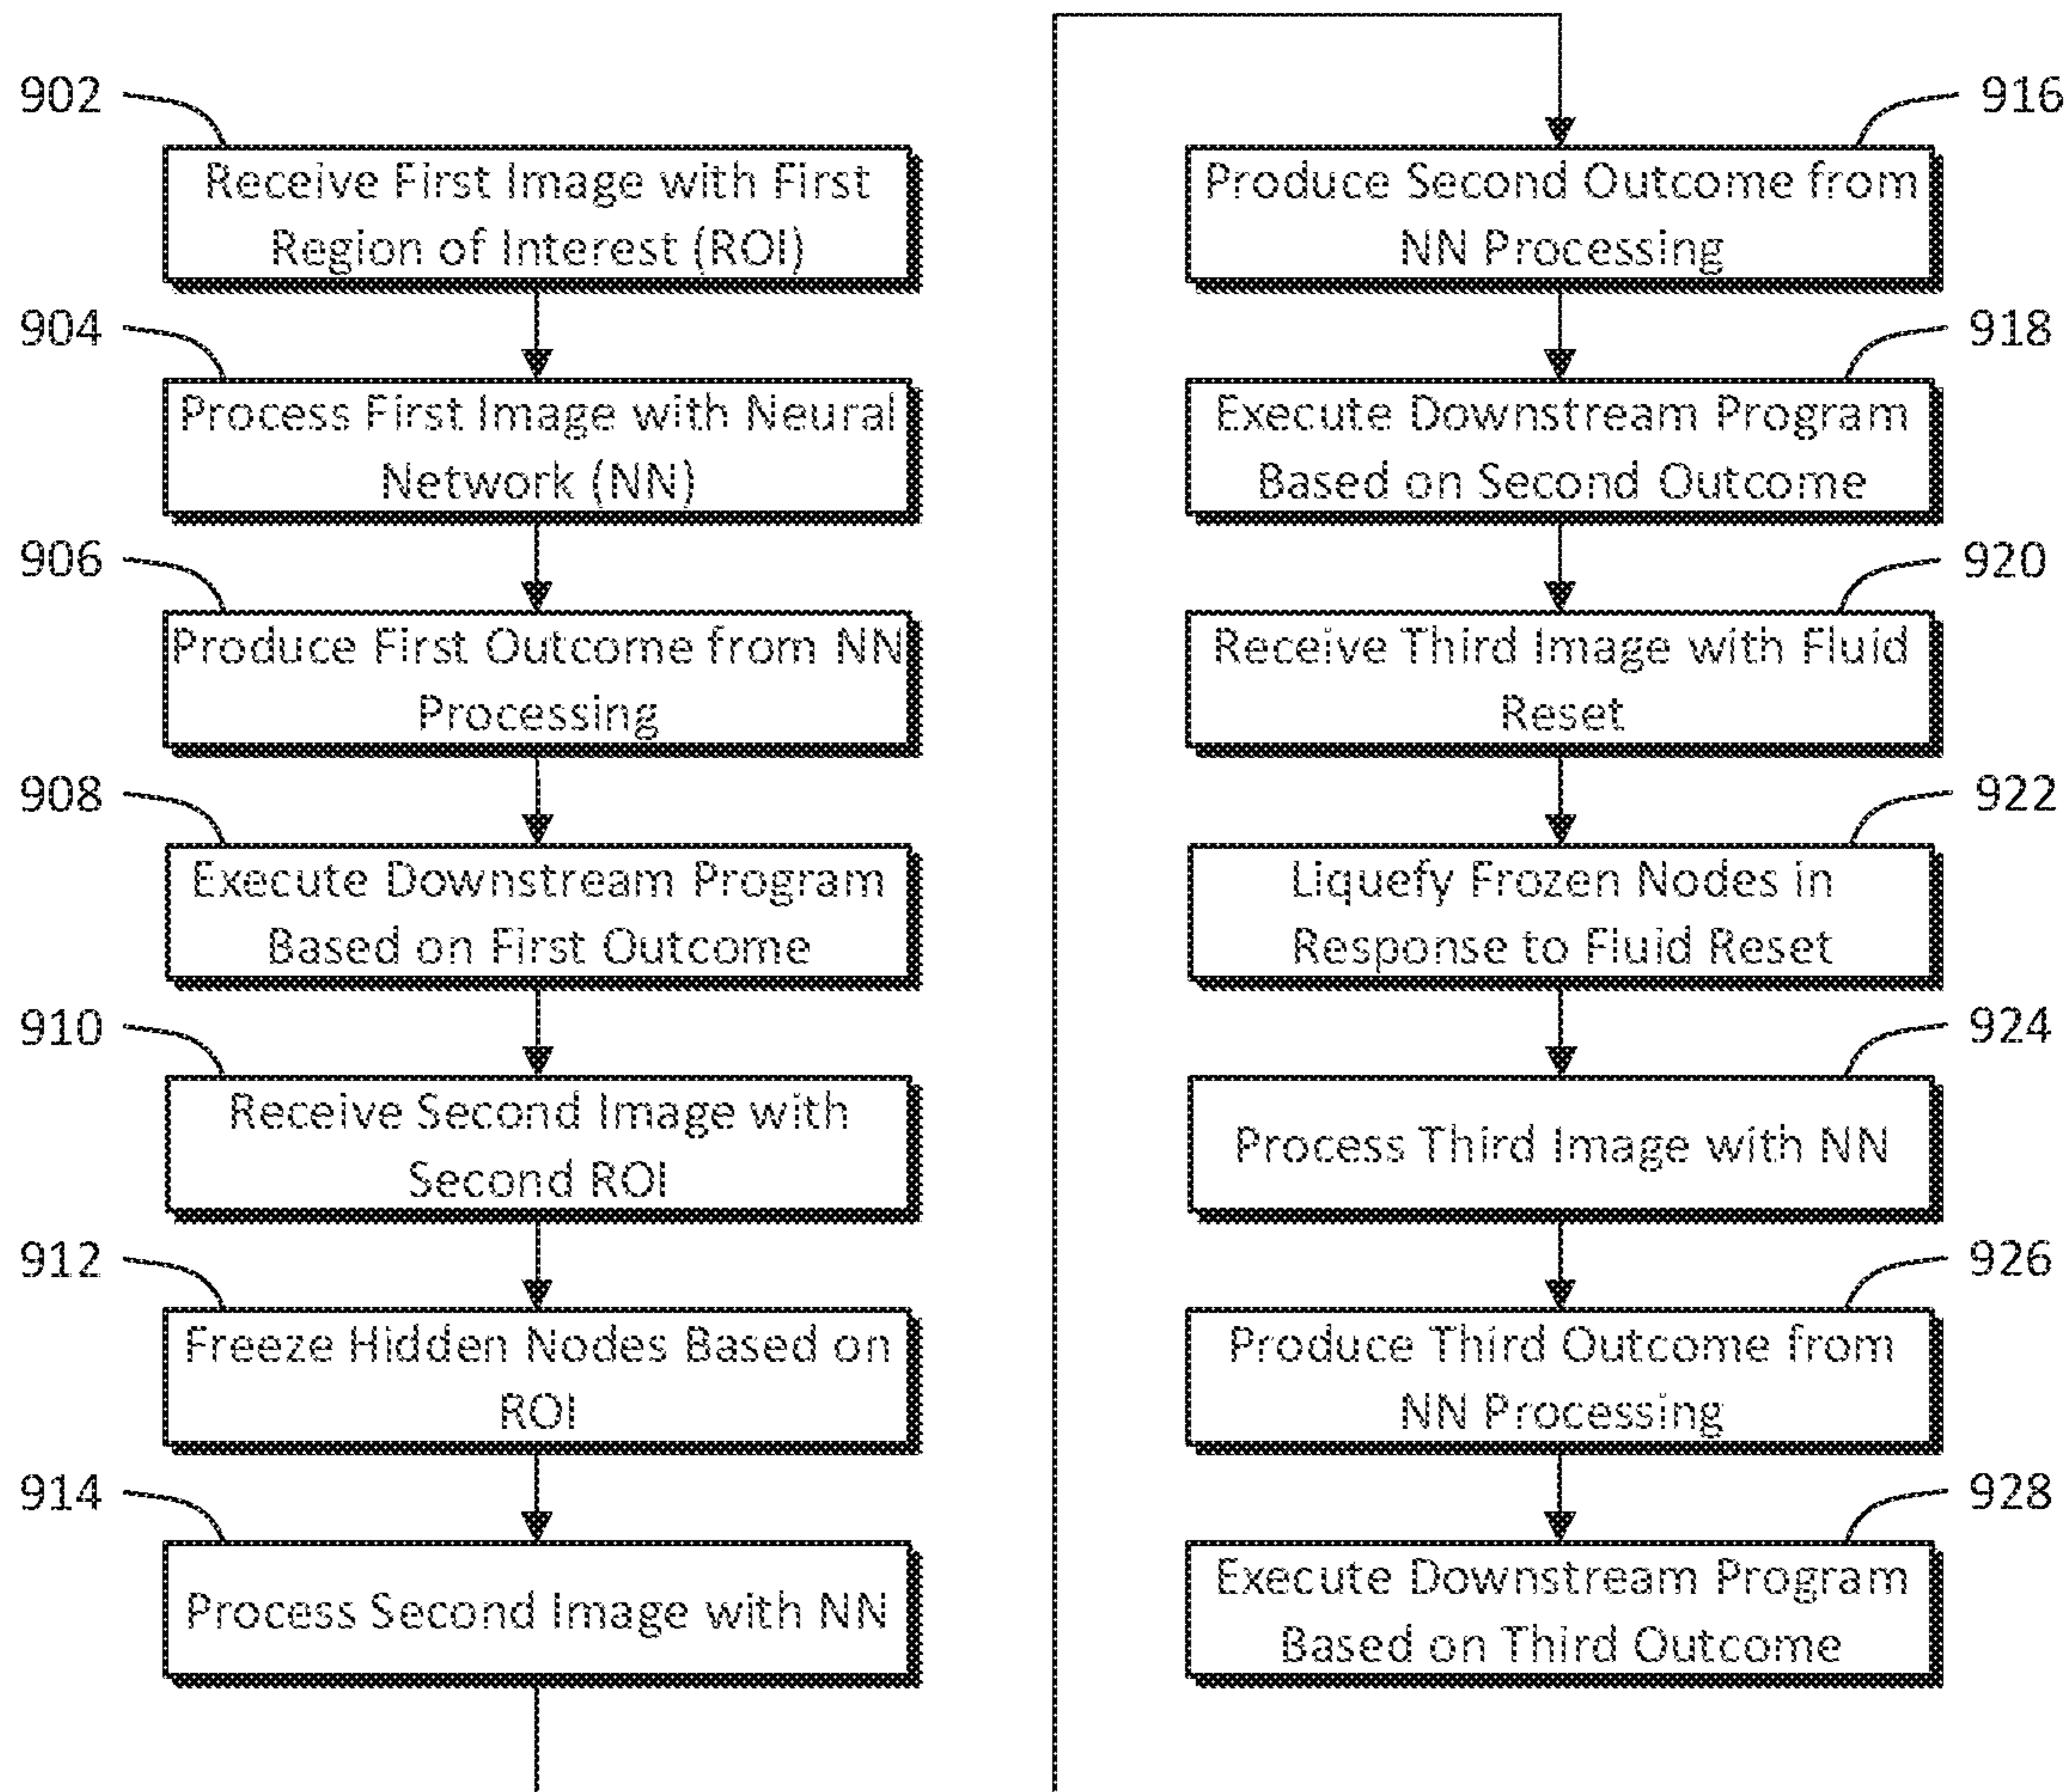 902
Receive First Image with First
Region of Interest (ROI)
904
Process First Image with Neural
Network (NN)
906
Produce First Outcome from NN
Processing
908
Execute Downstream Program
Based on First Outcome
910
Receive Second Image with
Second ROI
912
Freeze Hidden Nodes Based on
ROI
914
Process Second Image with NN
916
Produce Second Outcome from
NN Processing
918
Execute Downstream Program
Based on Second Outcome
920
Receive Third Image with Fluid
Reset
922
Liquefy Frozen Nodes in
Response to Fluid Reset
924
Process Third Image with NN
926
Produce Third Outcome from
NN Processing
928
Execute Downstream Program
Based on Third Outcome